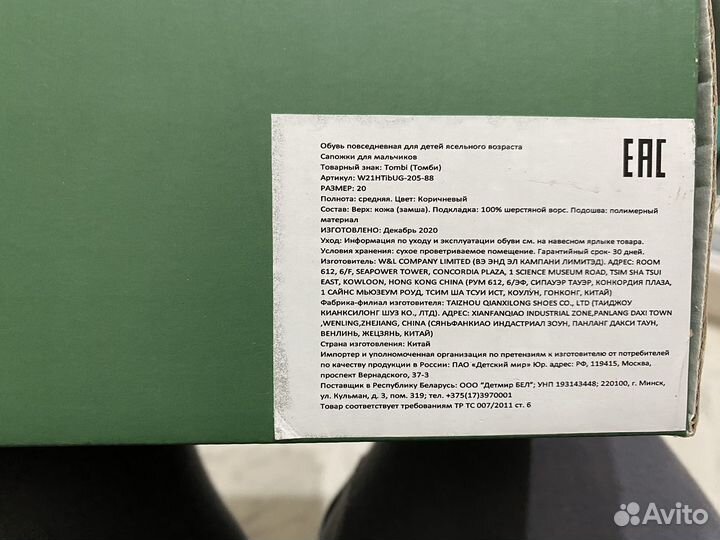 Обувь повседневная для детей ясельного возраста
Сапожки для мальчиков
Товарный знак: Tombi (Томби)
Артикул: W21HTibUG-205-88
РАЗМЕР: 20
Полнота: средняя. Цвет: Коричневый
Состав: Верх: кожа (замша). Подкладка: 100% шерстяной ворс. Подошва: полимерный
материал
ИЗГОТОВЛЕНО: Декабрь 2020
Уход: Информация по уходу и эксплуатации обуви см. на навесном ярлыке товара.
Условия хранения: сухое проветриваемое помещение. Гарантийный срок- 30 дней.
Изготовитель: W&L COMPANY LIMITED (ВЭ ЭНД ЭЛ КАМПАНИ ЛИМИТЭД). АДРЕС: ROOM
612, 6/F, SEAPOWER TOWER, CONCORDIA PLAZA, 1 SCIENCE MUSEUM ROAD, TSIM SHA TSUI
EAST, KOWLOON, HONG KONG CHINA (РУМ 612, 6/ЭФ, СИПАУЭР ТАУЭР, КОНКОРДИЯ ПЛАЗА,
1 САЙНС МЬЮЗЕУМ РОУД, ТСИМ ША ТСУИ ИСТ, КОУЛУН, ГОНКОНГ, КИТАЙ)
Фабрика-филиал изготовителя: TAIZHOU QIANXILONG SHOES CO., LTD (ТАИДЖОУ
КИАНКСИЛОНГ ШУЗ КО., ЛТД). АДРЕС: XIANFANQIAO INDUSTRIAL ZONE,PANLANG DAXI TOWN
,WENLING,ZHEJIANG, CHINA (СЯНЬФАНКИАО ИНДАСТРИАЛ ЗОУН, ПАНЛАНГ ДАКСИ ТАУН,
ВЕНЛИНЬ, ЖЕЦЗЯНЬ, КИТАЙ)
Страна изготовления: Китай
Импортер и уполномоченная организация по претензиям к изготовителю от потребителей
по качеству продукции в России: ПАО «Детский мир» Юр. адрес: РФ, 119415, Москва,
проспект Вернадского, 37-3
Поставщик в Республику Беларусь: ООО "Детмир БЕЛ"; УНП 193143448; 220100, г. Минск,
ул. Кульман, д. 3, пом. 319; тел. +375(17)3970001
Товар соответствует требованиям ТР ТС 007/2011 ст. 6
EAC
Avito